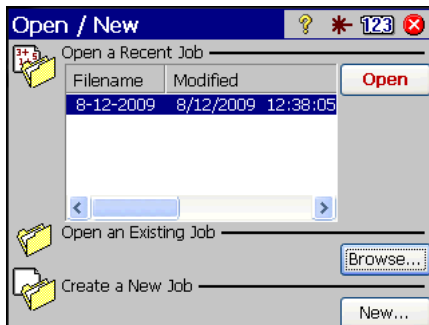 Open / New ? 123
Open a Recent Job
Filename Modified
Open
8-12-2009 8/12/2009 12:38:05
Open an Existing Job
Browse...
Create a New Job
New...